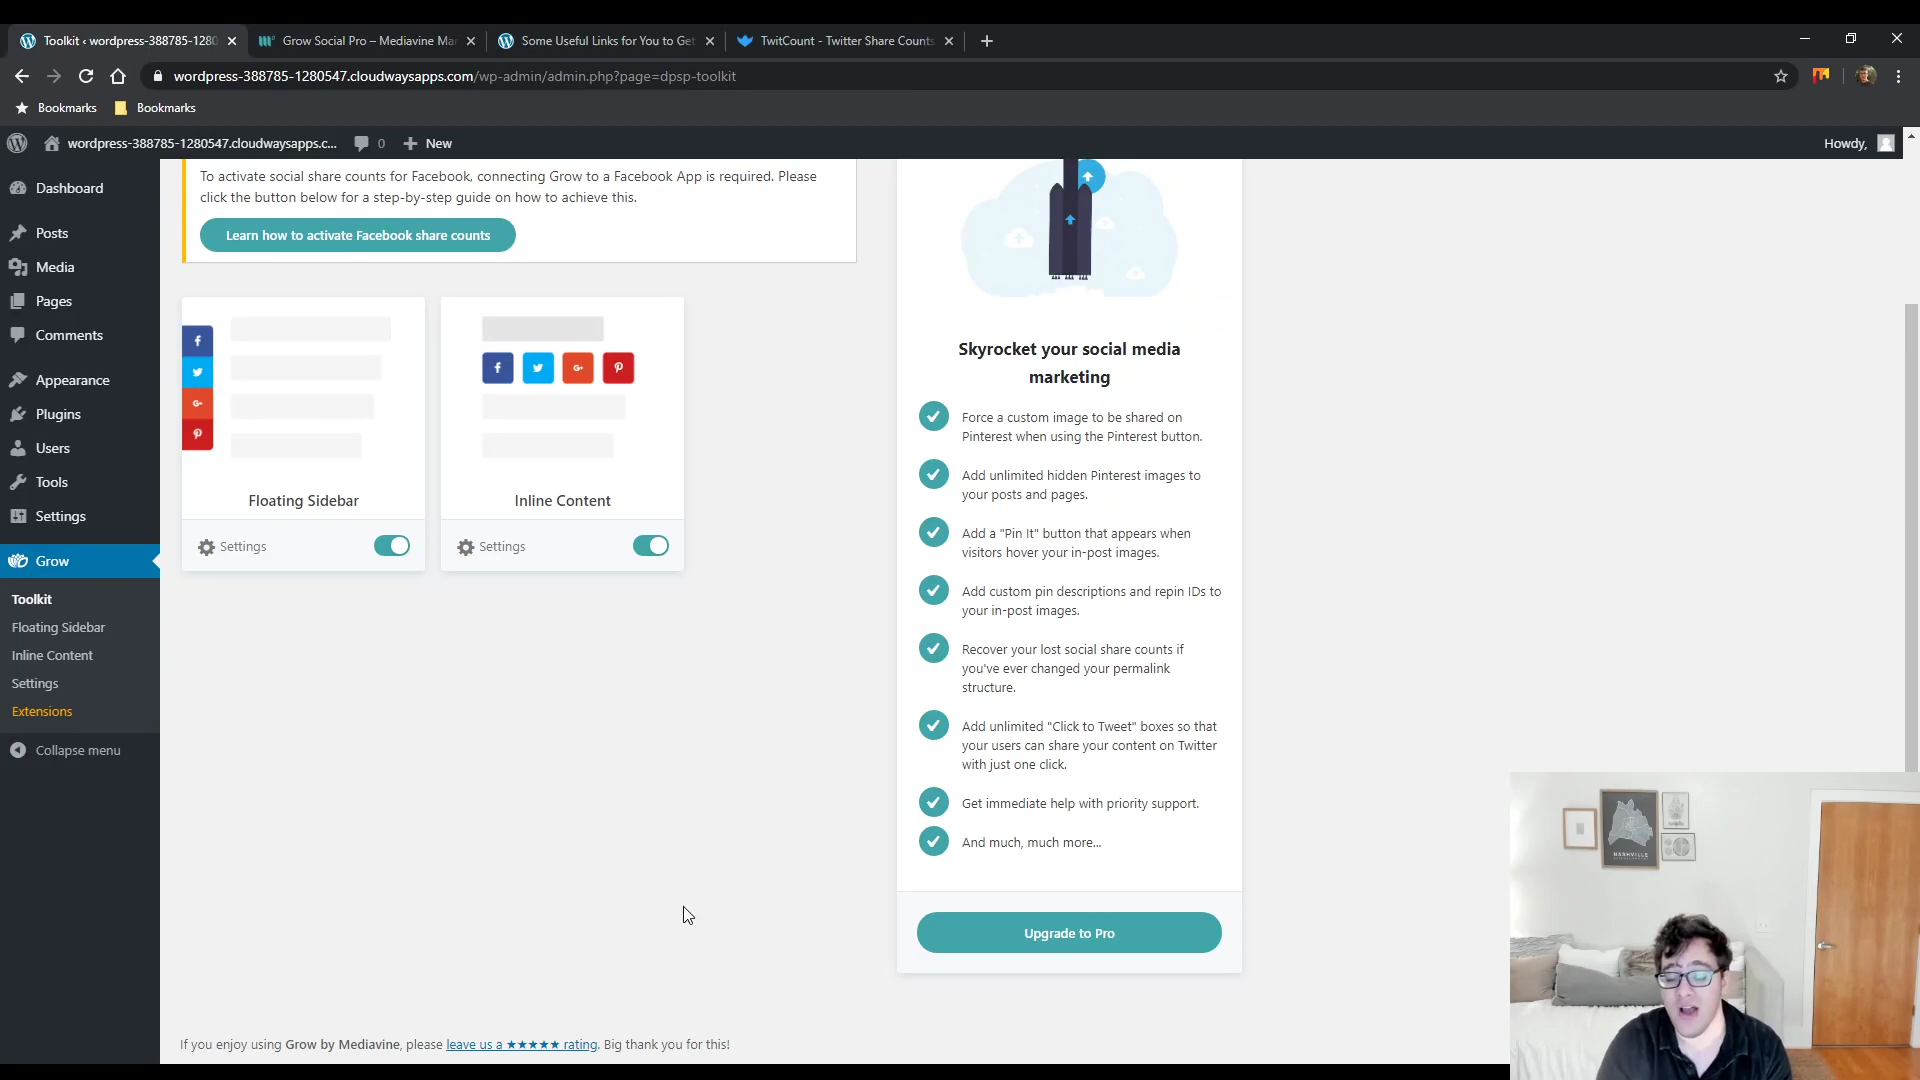 Toolkit ‹ wordpress-388785-1280
Grow Social Pro – Mediavine Mar
Some Useful Links for You to Get
TwitCount - Twitter Share Counts
wordpress-388785-1280547.cloudwaysapps.com/wp-admin/admin.php?page=dpsp-toolkit
Bookmarks
Bookmarks
wordpress-388785-1280547.cloudwaysapps.c...
0
New
Howdy,
Dashboard
Posts
Media
Pages
Comments
Appearance
Plugins
Users
Tools
Settings
Grow
Toolkit
Floating Sidebar
Inline Content
Settings
Extensions
Collapse menu
To activate social share counts for Facebook, connecting Grow to a Facebook App is required. Please
click the button below for a step-by-step guide on how to achieve this.
Learn how to activate Facebook share counts
Floating Sidebar
Settings
Inline Content
Settings
Skyrocket your social media
marketing
Force a custom image to be shared on
Pinterest when using the Pinterest button.
Add unlimited hidden Pinterest images to
your posts and pages.
Add a "Pin It" button that appears when
visitors hover your in-post images.
Add custom pin descriptions and repin IDs to
your in-post images.
Recover your lost social share counts if
you've ever changed your permalink
structure.
Add unlimited "Click to Tweet" boxes so that
your users can share your content on Twitter
with just one click.
Get immediate help with priority support.
And much, much more...
Upgrade to Pro
If you enjoy using Grow by Mediavine, please leave us a ★★★★★ rating. Big thank you for this!
NASHVILLE